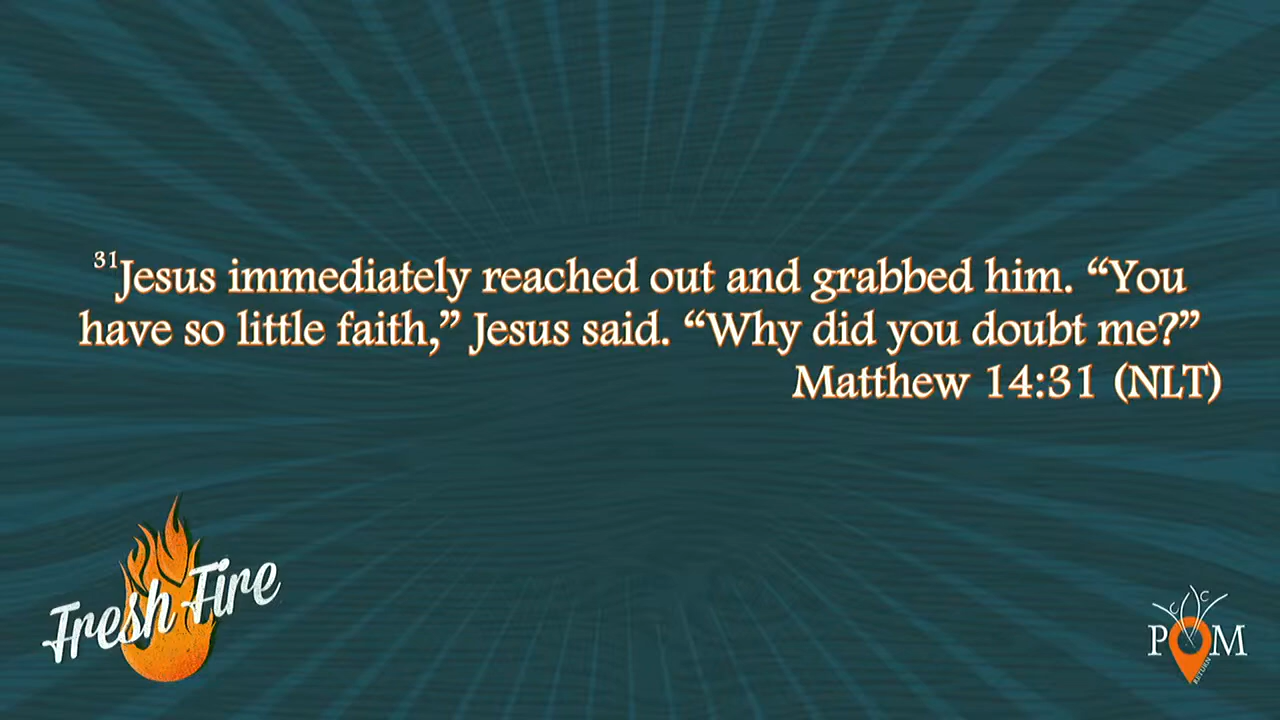 ³¹Jesus immediately reached out and grabbed him. “You
have so little faith,” Jesus said. “Why did you doubt me?”
Matthew 14:31 (NLT)
Fresh Fire
C C
P M
RETURN